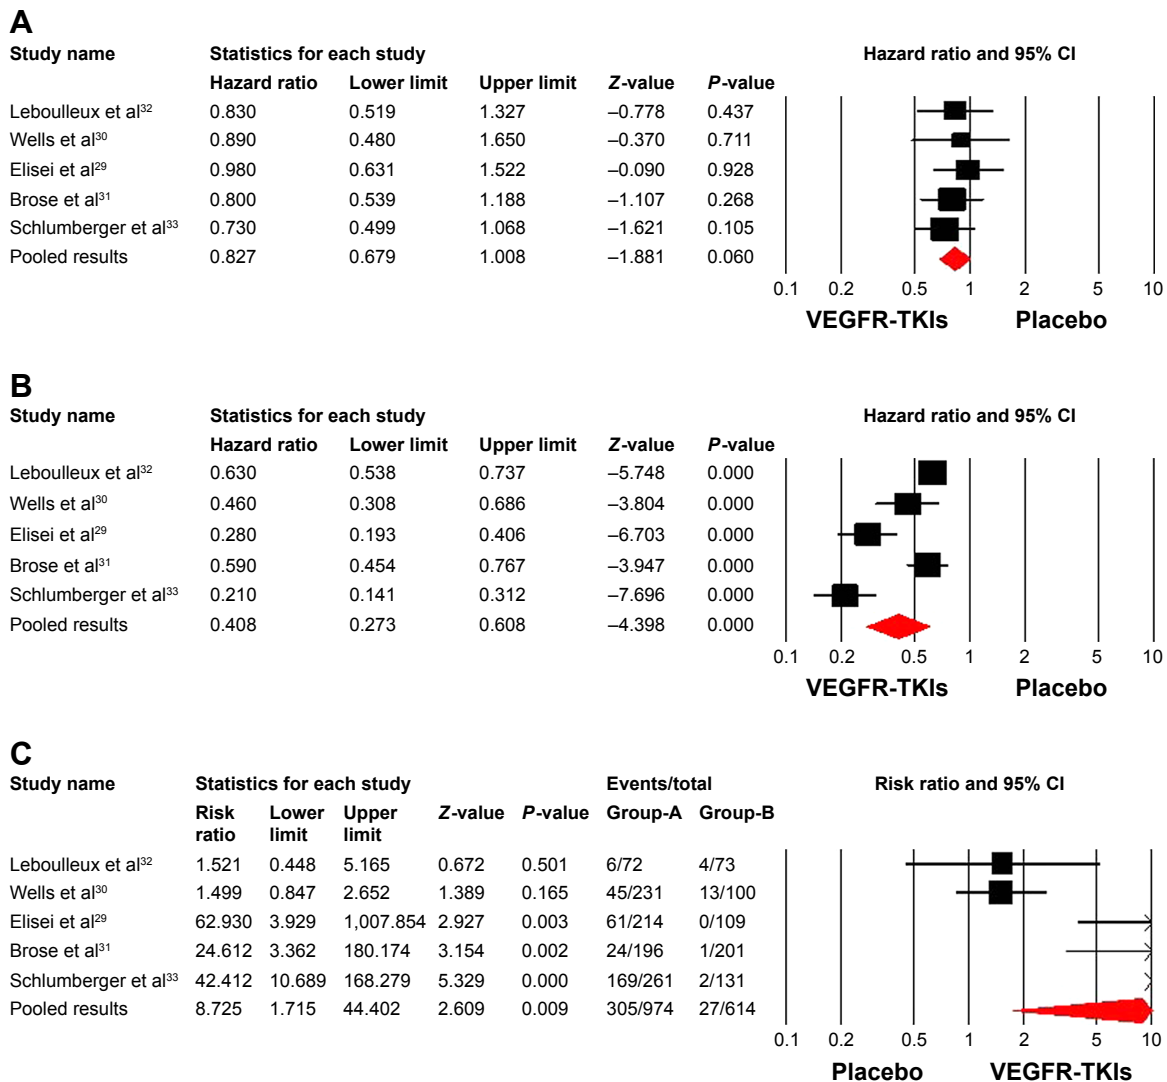 A
Study name Statistics for each study Hazard ratio and 95% CI
Hazard ratio Lower limit Upper limit Z-value P-value
Leboulleux et al32 0.830 0.519 1.327 –0.778 0.437
Wells et al30 0.890 0.480 1.650 –0.370 0.711
Elisei et al29 0.980 0.631 1.522 –0.090 0.928
Brose et al31 0.800 0.539 1.188 –1.107 0.268
Schlumberger et al33 0.730 0.499 1.068 –1.621 0.105
Pooled results 0.827 0.679 1.008 –1.881 0.060
0.1 0.2 0.5 1 2 5 10
VEGFR-TKIs Placebo
B
Study name Statistics for each study Hazard ratio and 95% CI
Hazard ratio Lower limit Upper limit Z-value P-value
Leboulleux et al32 0.630 0.538 0.737 –5.748 0.000
Wells et al30 0.460 0.308 0.686 –3.804 0.000
Elisei et al29 0.280 0.193 0.406 –6.703 0.000
Brose et al31 0.590 0.454 0.767 –3.947 0.000
Schlumberger et al33 0.210 0.141 0.312 –7.696 0.000
Pooled results 0.408 0.273 0.608 –4.398 0.000
0.1 0.2 0.5 1 2 5 10
VEGFR-TKIs Placebo
C
Study name Statistics for each study Events/total Risk ratio and 95% CI
Risk ratio Lower limit Upper limit Z-value P-value Group-A Group-B
Leboulleux et al32 1.521 0.448 5.165 0.672 0.501 6/72 4/73
Wells et al30 1.499 0.847 2.652 1.389 0.165 45/231 13/100
Elisei et al29 62.930 3.929 1,007.854 2.927 0.003 61/214 0/109
Brose et al31 24.612 3.362 180.174 3.154 0.002 24/196 1/201
Schlumberger et al33 42.412 10.689 168.279 5.329 0.000 169/261 2/131
Pooled results 8.725 1.715 44.402 2.609 0.009 305/974 27/614
0.1 0.2 0.5 1 2 5 10
Placebo VEGFR-TKIs